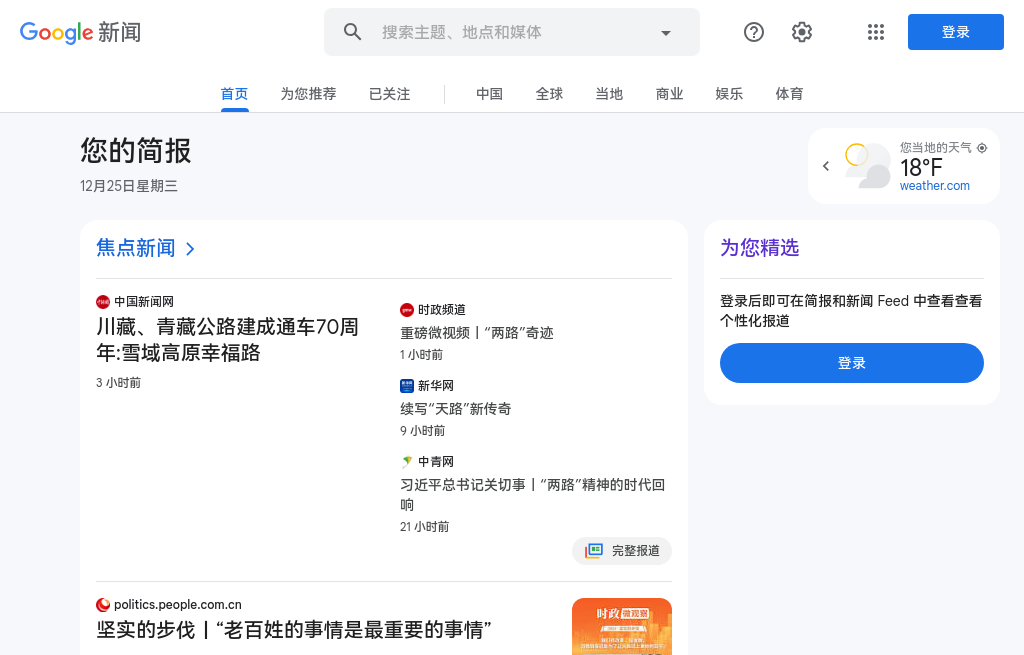 Google 新闻
搜索主题、地点和媒体
登录
首页
为您推荐
已关注
中国
全球
当地
商业
娱乐
体育
您的简报
12月25日星期三
您当地的天气
18°F
weather.com
焦点新闻
中国新闻网
川藏、青藏公路建成通车70周
年:雪域高原幸福路
3 小时前
时政频道
重磅微视频丨“两路”奇迹
1 小时前
新华网
续写“天路”新传奇
9 小时前
中青网
习近平总书记关切事丨“两路”精神的时代回
响
21 小时前
完整报道
politics.people.com.cn
坚实的步伐丨“老百姓的事情是最重要的事情”
时政微观察
为您精选
登录后即可在简报和新闻 Feed 中查看查看
个性化报道
登录